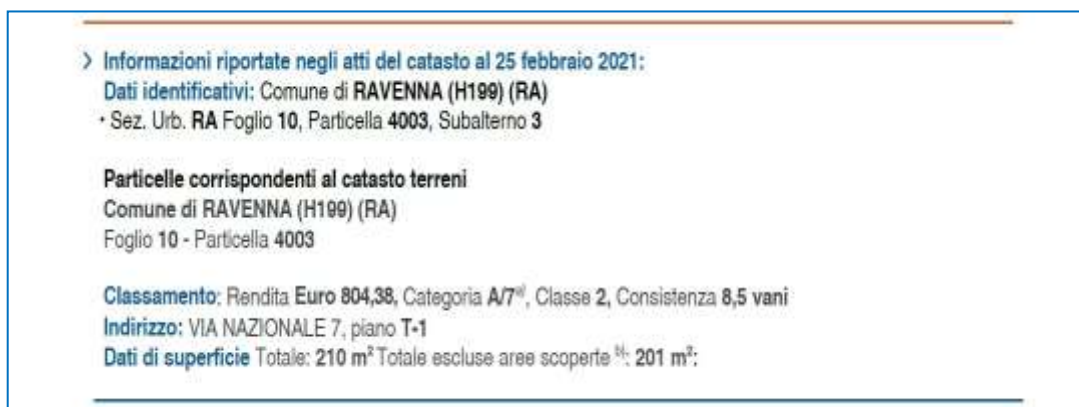 › Informazioni riportate negli atti del catasto al 25 febbraio 2021:
Dati identificativi: Comune di RAVENNA (H199) (RA)
• Sez. Urb. RA Foglio 10, Particella 4003, Subalterno 3
Particelle corrispondenti al catasto terreni
Comune di RAVENNA (H199) (RA)
Foglio 10 - Particella 4003
Classamento: Rendita Euro 804,38, Categoria A/7a), Classe 2, Consistenza 8,5 vani
Indirizzo: VIA NAZIONALE 7, piano T-1
Dati di superficie Totale: 210 m² Totale escluse aree scoperte b): 201 m²: